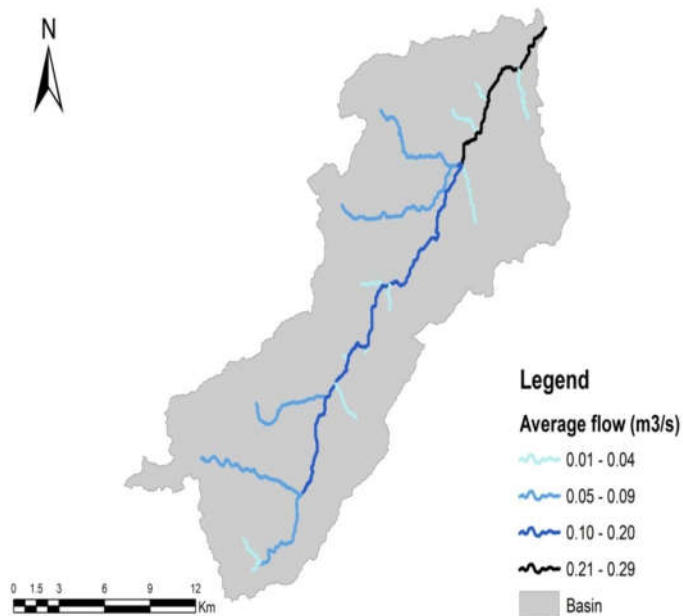 N
Legend
Average flow (m3/s)
0.01 - 0.04
0.05 - 0.09
0.10 - 0.20
0.21 - 0.29
Basin
0 1.5 3 6 9 12
Km